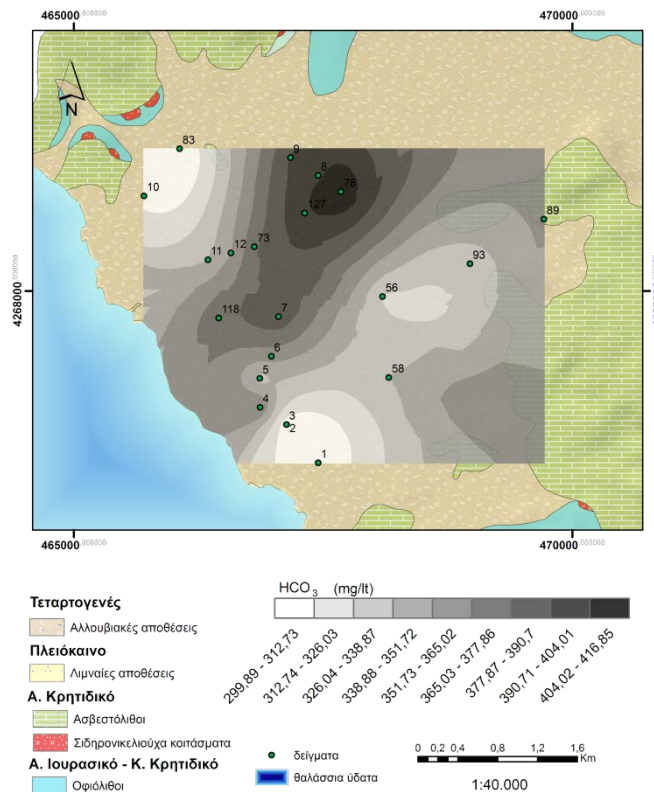 465000
470000
N
83
9
8
10
78
127
89
73
12
11
93
4268000
56
118
7
6
5
58
4
3
2
1
465000
470000
Τεταρτογενές
Αλλουβιακές αποθέσεις
Πλειόκαινο
Λιμναίες αποθέσεις
Α. Κρητιδικό
Ασβεστόλιθοι
Σιδηρονικελιούχα κοιτάσματα
Α. Ιουρασικό - Κ. Κρητιδικό
Οφιόλιθοι
HCO3 (mg/lt)
299,89 - 312,73
312,74 - 326,03
326,04 - 338,87
338,88 - 351,72
351,73 - 365,02
365,03 - 377,86
377,87 - 390,7
390,71 - 404,01
404,02 - 416,85
δείγματα
θαλάσσια ύδατα
0 0,2 0,4 0,8 1,2 1,6
Km
1:40.000